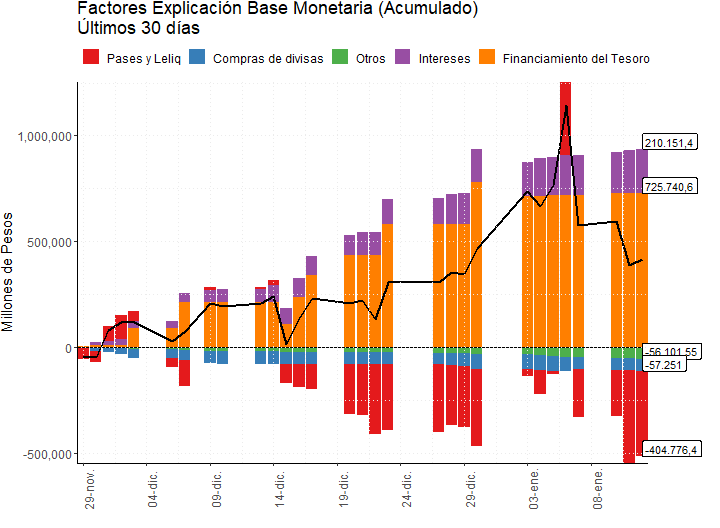 Factores Explicación Base Monetaria (Acumulado)
Últimos 30 días
Pases y Leliq Compras de divisas Otros Intereses Financiamiento del Tesoro
Millones de Pesos
1,000,000
500,000
0
-500,000
210.151,4
725.740,6
-56.101,55
-57.251
-404.776,4
29-nov.
04-dic.
09-dic.
14-dic.
19-dic.
24-dic.
29-dic.
03-ene.
08-ene.